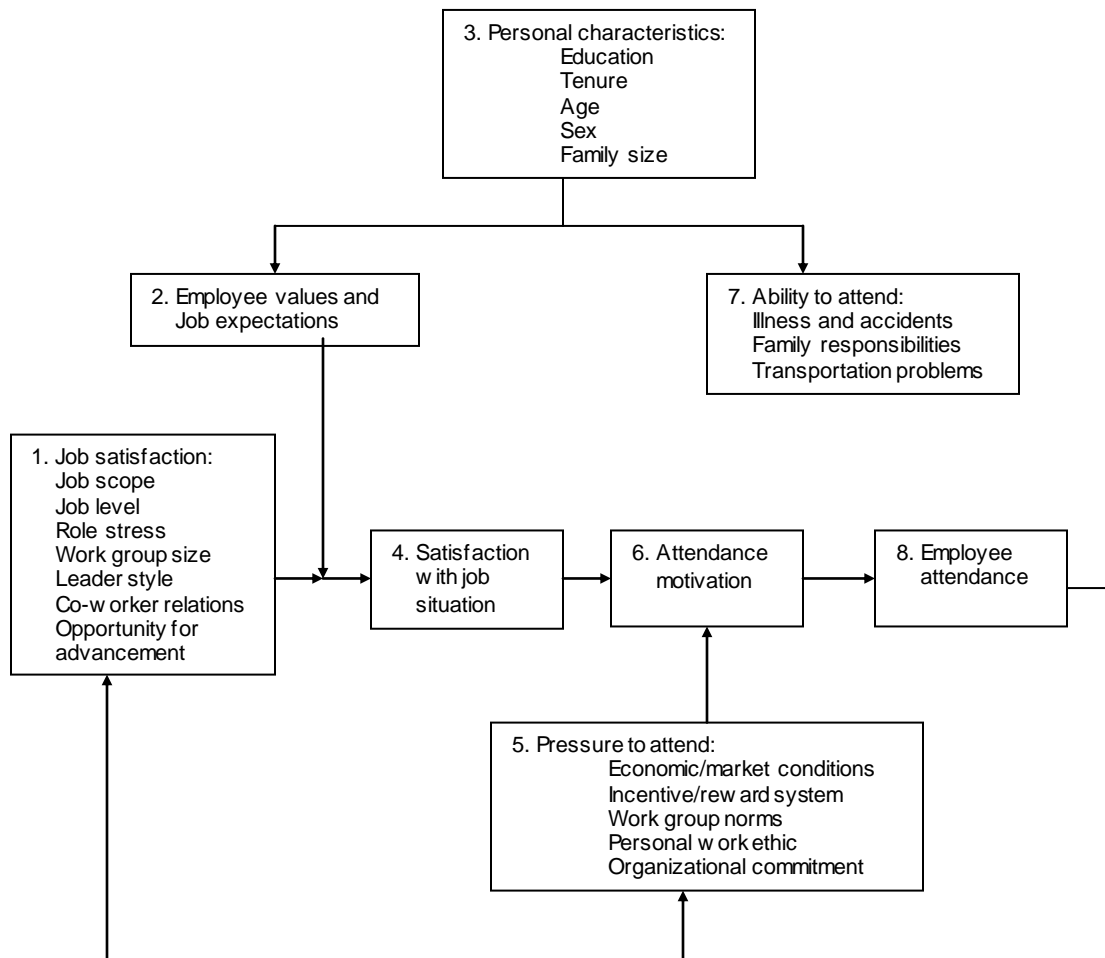 3. Personal characteristics:
Education
Tenure
Age
Sex
Family size
2. Employee values and
Job expectations
7. Ability to attend:
Illness and accidents
Family responsibilities
Transportation problems
1. Job satisfaction:
Job scope
Job level
Role stress
Work group size
Leader style
Co-worker relations
Opportunity for
advancement
4. Satisfaction
with job
situation
6. Attendance
motivation
8. Employee
attendance
5. Pressure to attend:
Economic/market conditions
Incentive/reward system
Work group norms
Personal work ethic
Organizational commitment